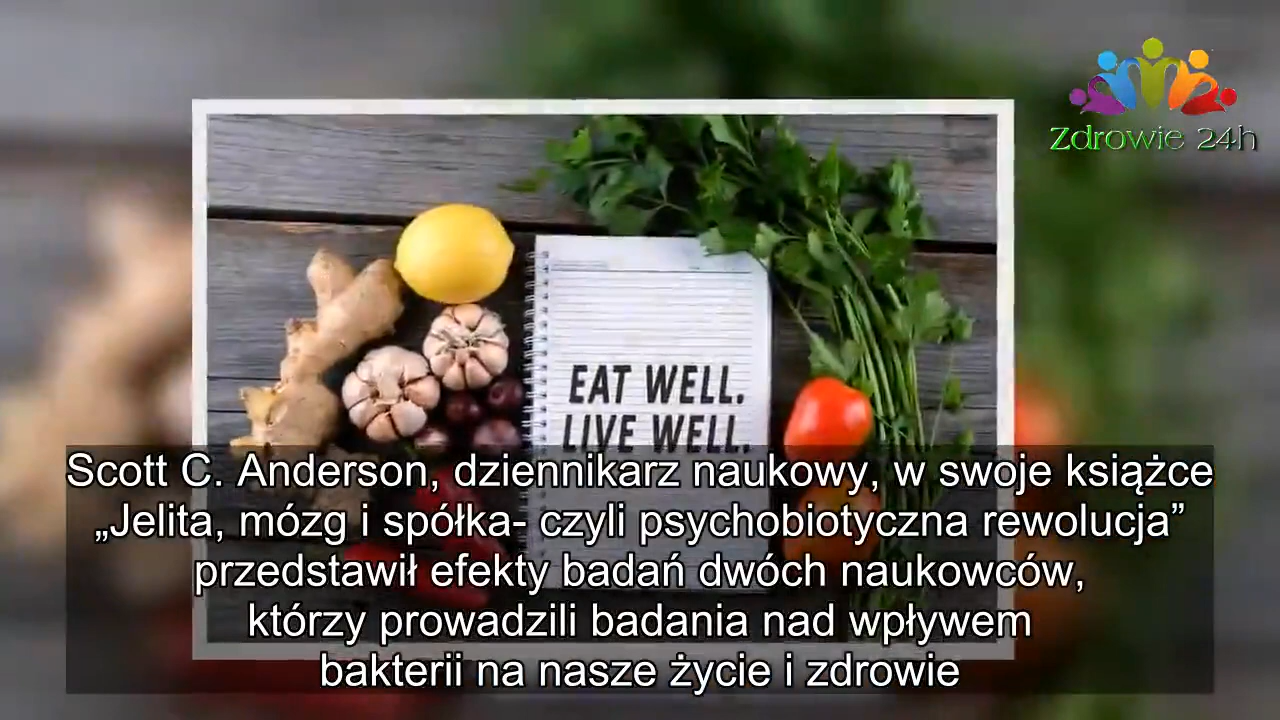 Zdrowie 24h
EAT WELL.
LIVE WELL.
Scott C. Anderson, dziennikarz naukowy, w swoje książce
„Jelita, mózg i spółka- czyli psychobiotyczna rewolucja”
przedstawił efekty badań dwóch naukowców,
którzy prowadzili badania nad wpływem
bakterii na nasze życie i zdrowie